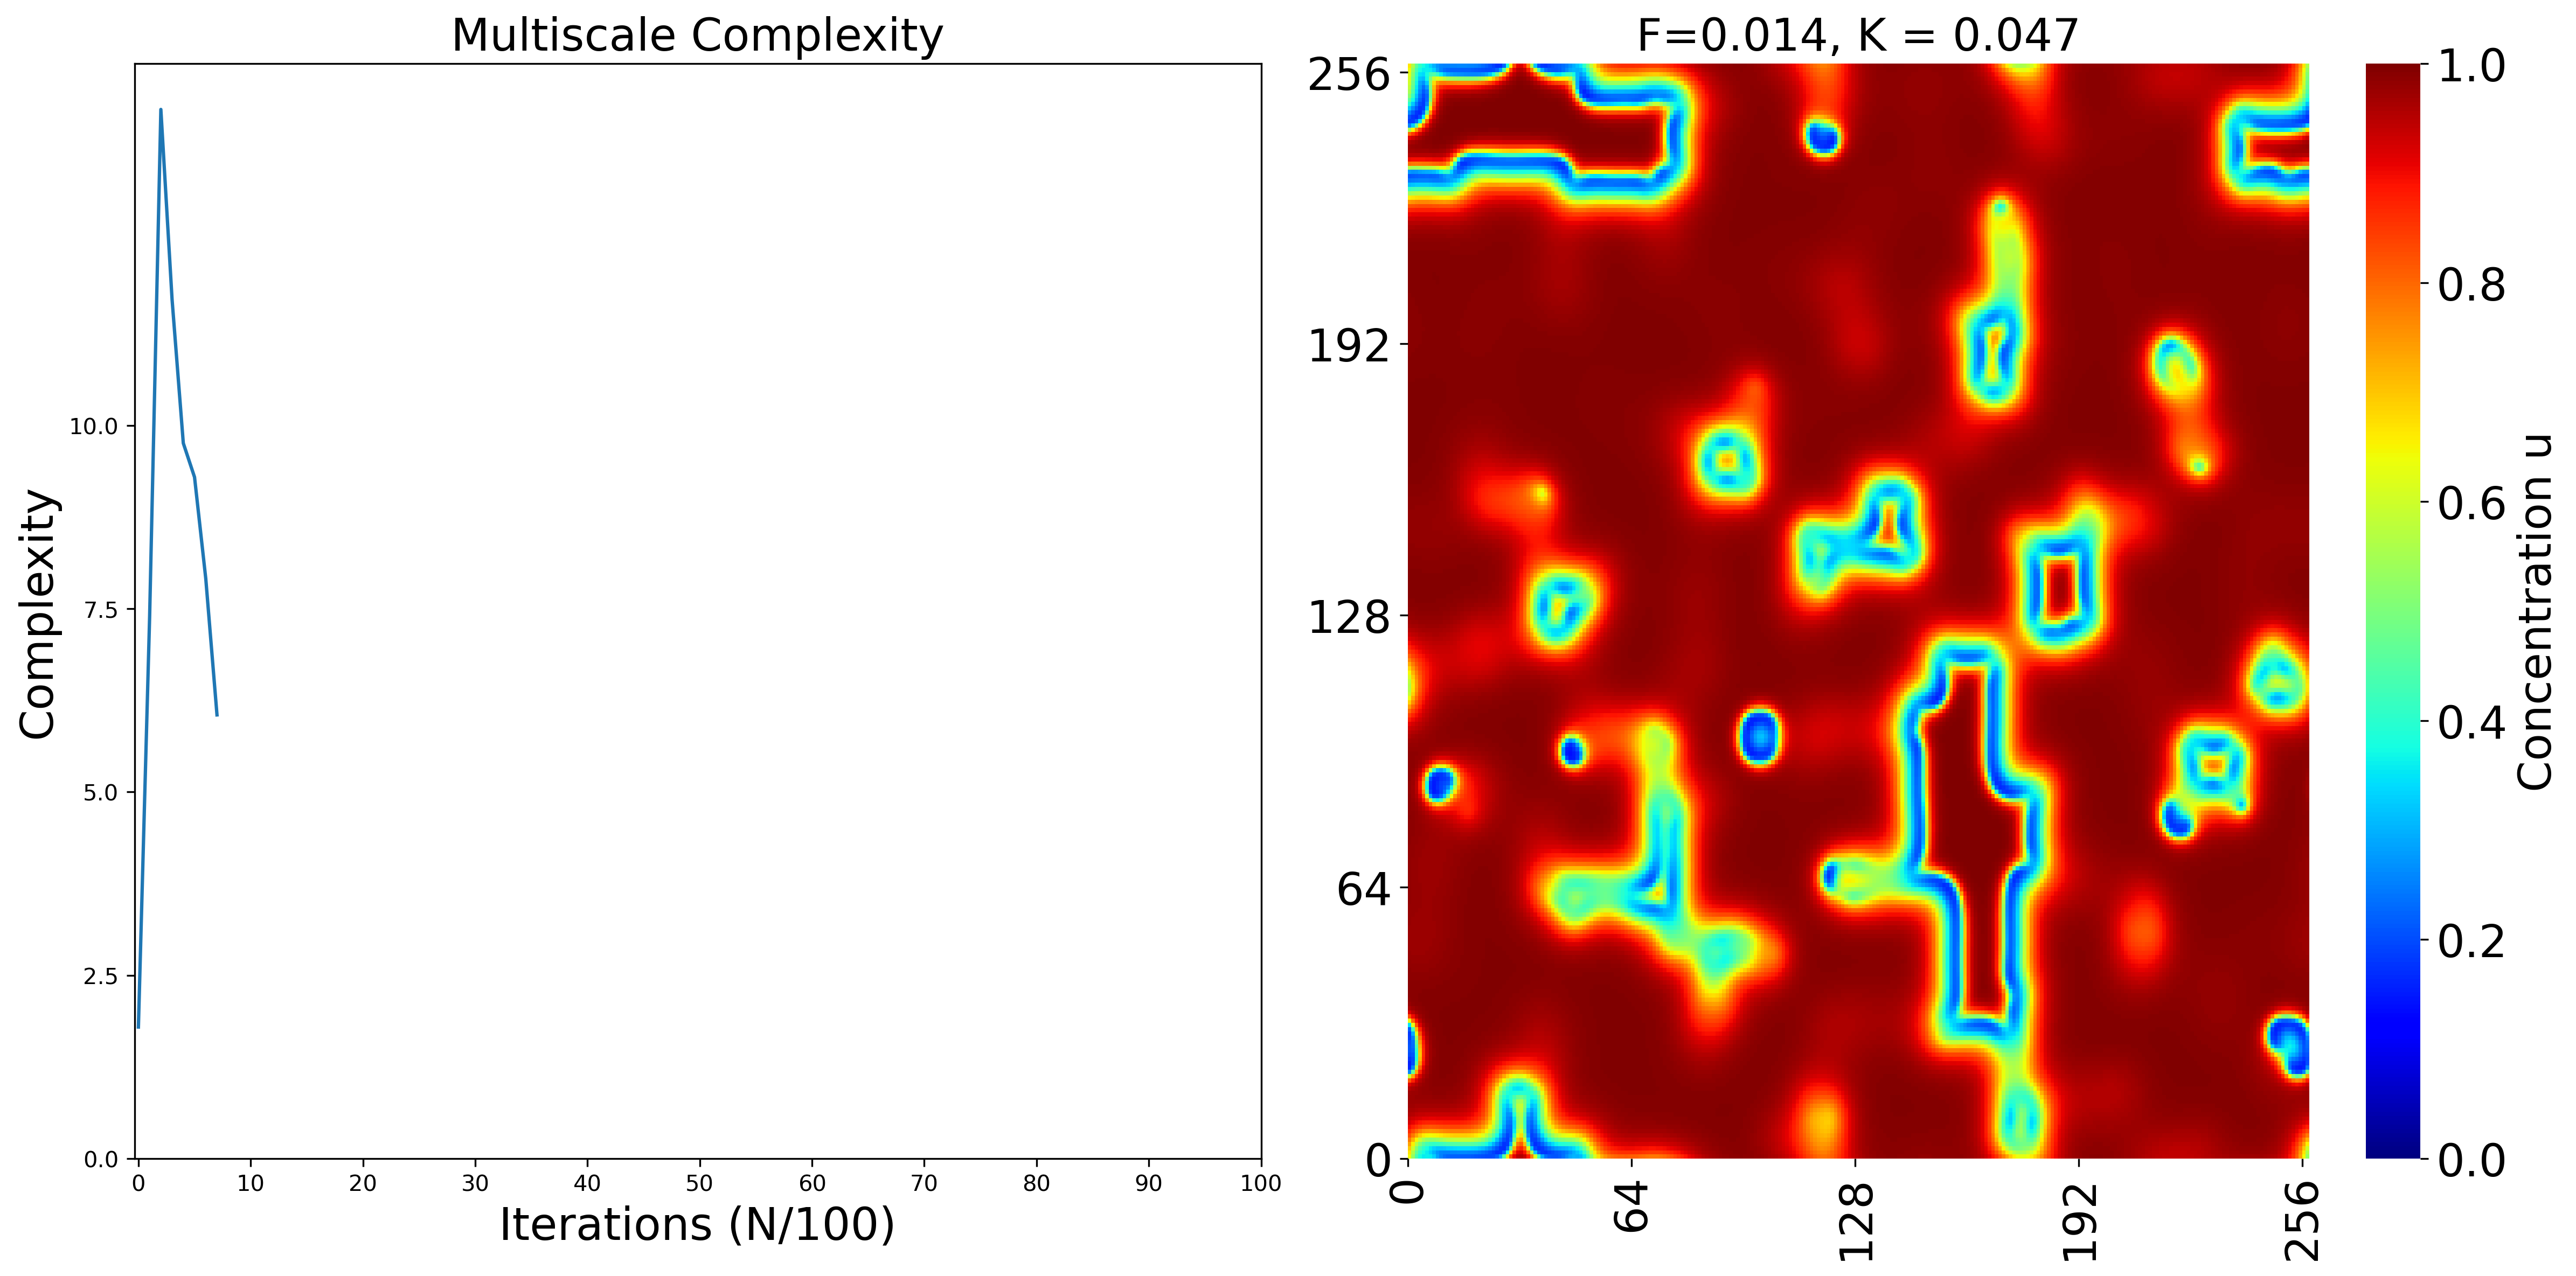 Multiscale Complexity
Complexity
10.0
7.5
5.0
2.5
0.0
0 10 20 30 40 50 60 70 80 90 100
Iterations (N/100)
F=0.014, K = 0.047
256
192
128
64
0
0 64 128 192 256
1.0
0.8
0.6
0.4
0.2
0.0
Concentration u